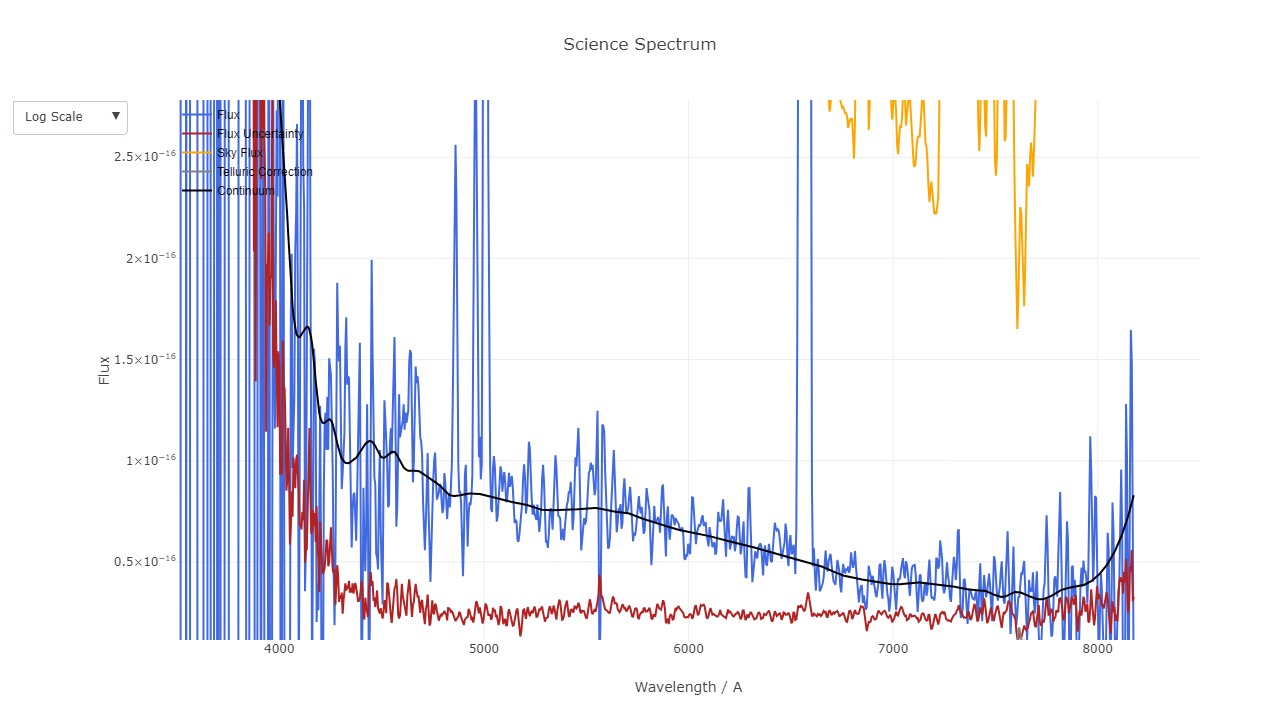 Science Spectrum
Log Scale ▼
Flux
Flux Uncertainty
Sky Flux
Telluric Correction
Continuum
2.5×10⁻¹⁶
2×10⁻¹⁶
1.5×10⁻¹⁶
1×10⁻¹⁶
0.5×10⁻¹⁶
Flux
4000 5000 6000 7000 8000
Wavelength / A